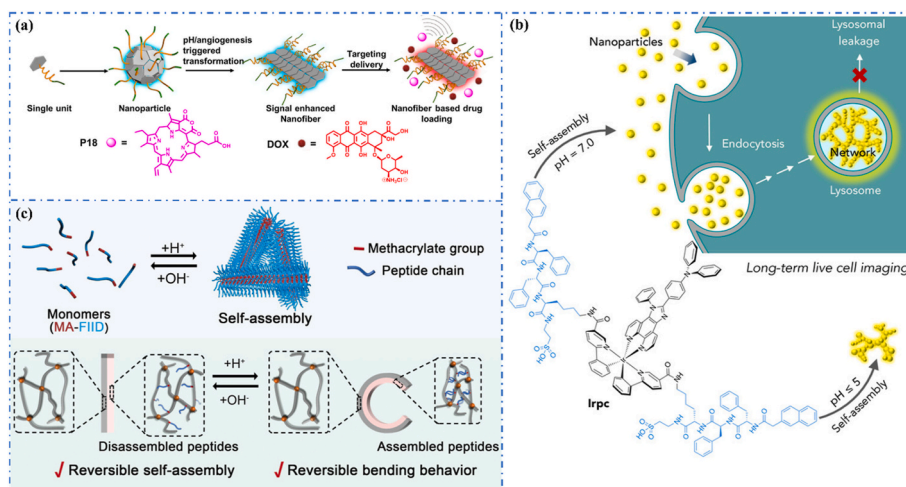 (a)
pH/angenesis
triggered
transformation
Targeting
delivery
Single unit
Nanoparticle
Signal enhanced
Nanofiber
Nanofiber based drug
loading
P18
=
DOX
=
(b)
Nanoparticles
Lysosomal
leakage
Self-assembly
pH = 7.0
Endocytosis
Network
Lysosome
Long-term live cell imaging
Irpc
pH ≤ 5
Self-assembly
(c)
Monomers
(MA-FIID)
+H⁺
+OH⁻
Self-assembly
Methacrylate group
Peptide chain
+H⁺
+OH⁻
Disassembled peptides
Assembled peptides
√ Reversible self-assembly
√ Reversible bending behavior